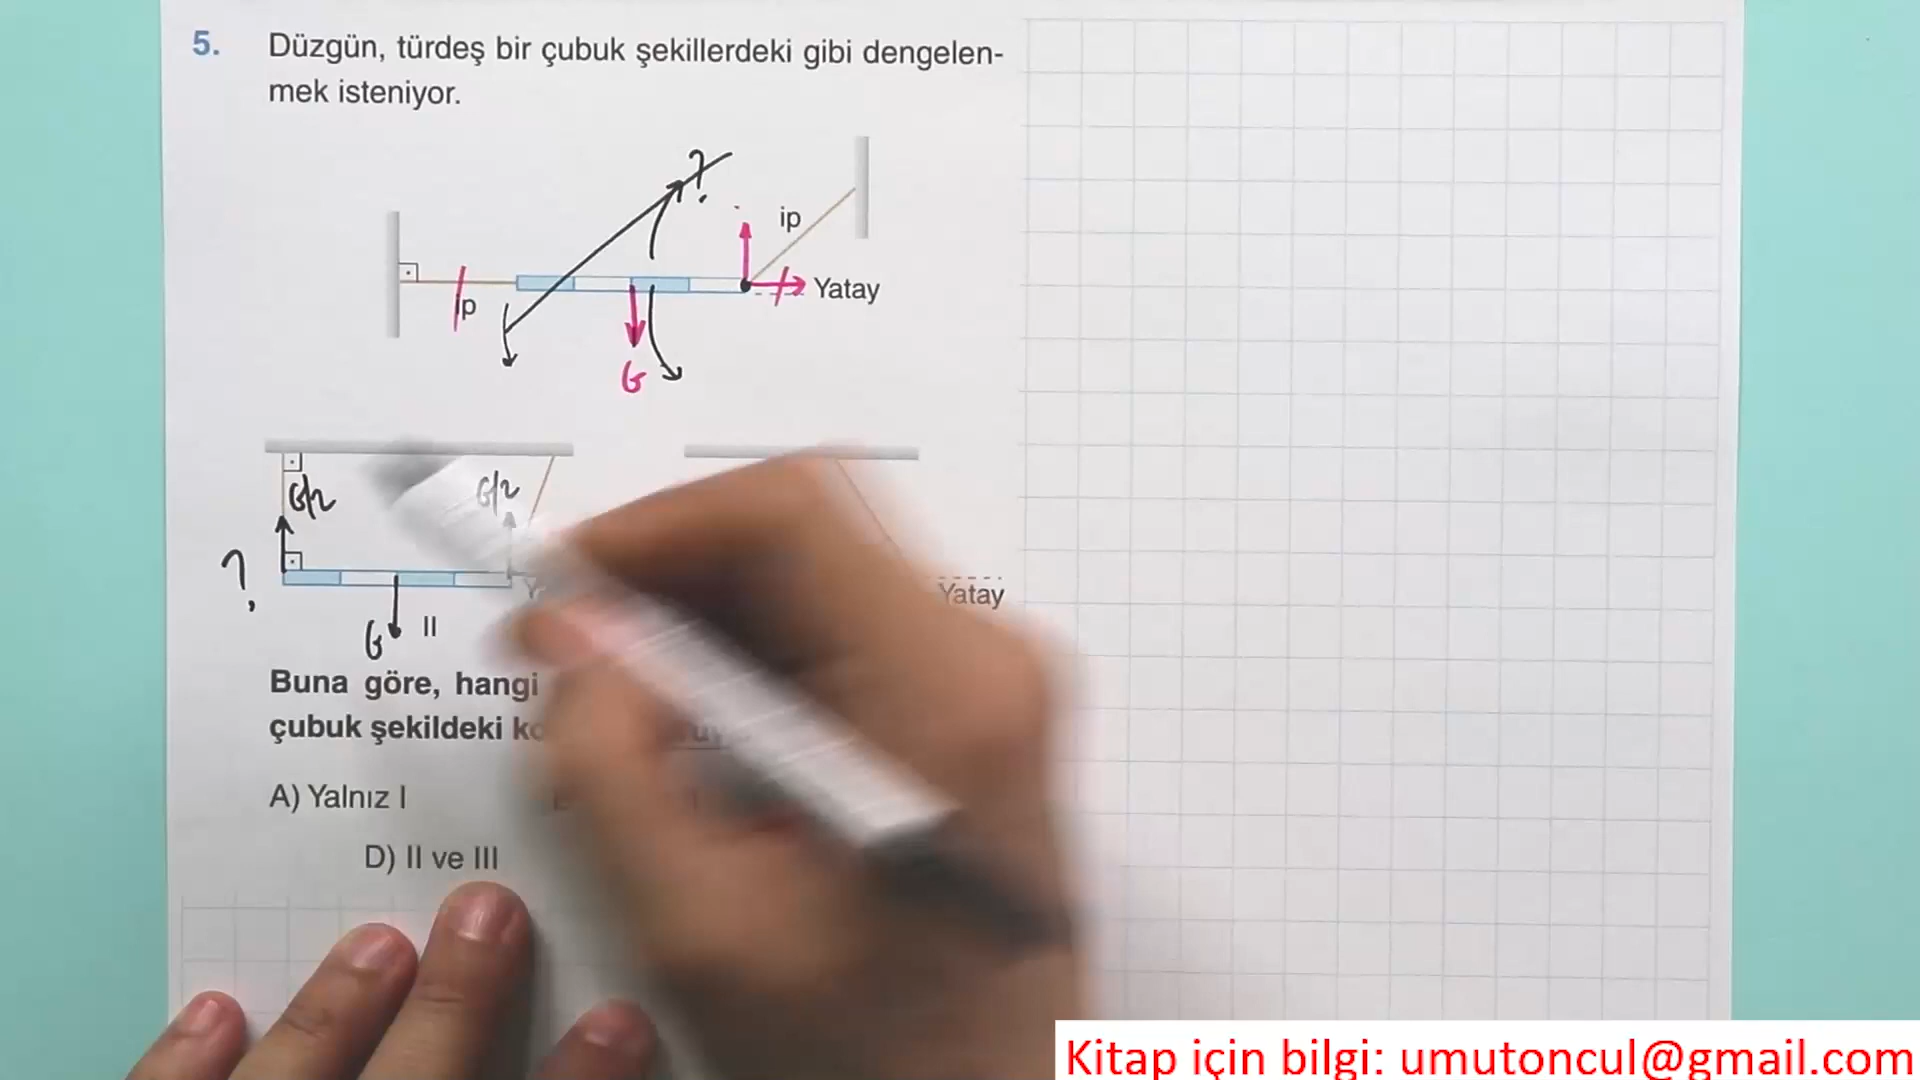 5.
Düzgün, türdeş bir çubuk şekillerdeki gibi dengelen-
mek isteniyor.
?
ip
Yatay
ip
G
G/2
G/2
?
G
II
Yatay
Buna göre, hangi
çubuk şekildeki
A) Yalnız I
D) II ve III
Kitap için bilgi: umutoncul@gmail.com